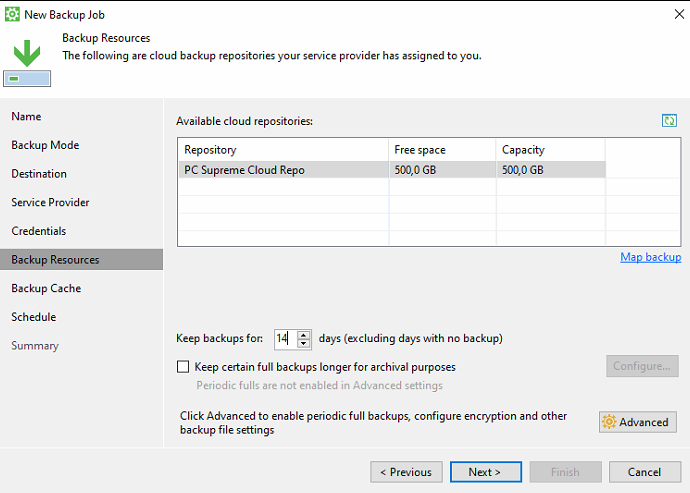 New Backup Job
Backup Resources
The following are cloud backup repositories your service provider has assigned to you.
Name
Backup Mode
Destination
Service Provider
Credentials
Backup Resources
Backup Cache
Schedule
Summary
Available cloud repositories:
Repository Free space Capacity
PC Supreme Cloud Repo 500,0 GB 500,0 GB
Map backup
Keep backups for: 14 days (excluding days with no backup)
Keep certain full backups longer for archival purposes Configure...
Periodic fulls are not enabled in Advanced settings
Click Advanced to enable periodic full backups, configure encryption and other
backup file settings
Advanced
< Previous Next > Finish Cancel